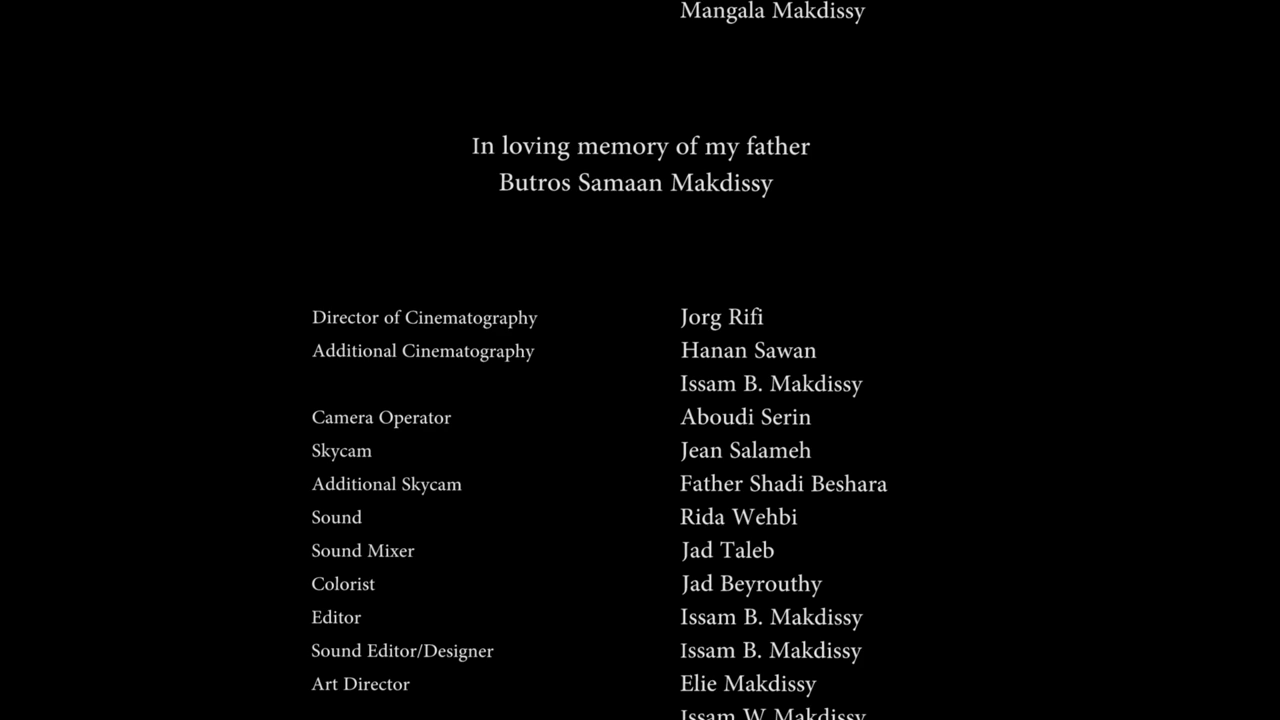 Mangala Makdissy
In loving memory of my father
Butros Samaan Makdissy
Director of Cinematography Jorg Rifi
Additional Cinematography Hanan Sawan
Issam B. Makdissy
Camera Operator Aboudi Serin
Skycam Jean Salameh
Additional Skycam Father Shadi Beshara
Sound Rida Wehbi
Sound Mixer Jad Taleb
Colorist Jad Beyrouthy
Editor Issam B. Makdissy
Sound Editor/Designer Issam B. Makdissy
Art Director Elie Makdissy
Issam W. Makdissy